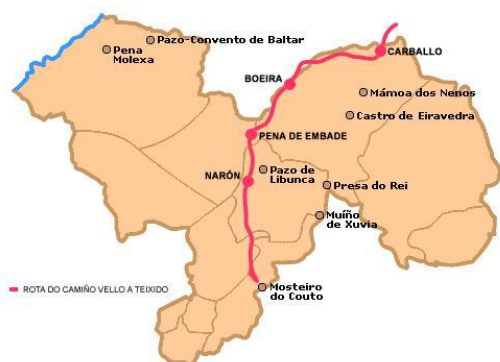 CARBALLO
Pazo-Convento de Baltar
Pena
Molexa
BOEIRA
Mámoa dos Nenos
Castro de Eiravedra
PENA DE EMBADE
Pazo de
Libunca
NARÓN
Presa do Rei
Muíño
de Xuvia
Mosteiro
do Couto
ROTA DO CAMIÑO VELLO A TEIXIDO